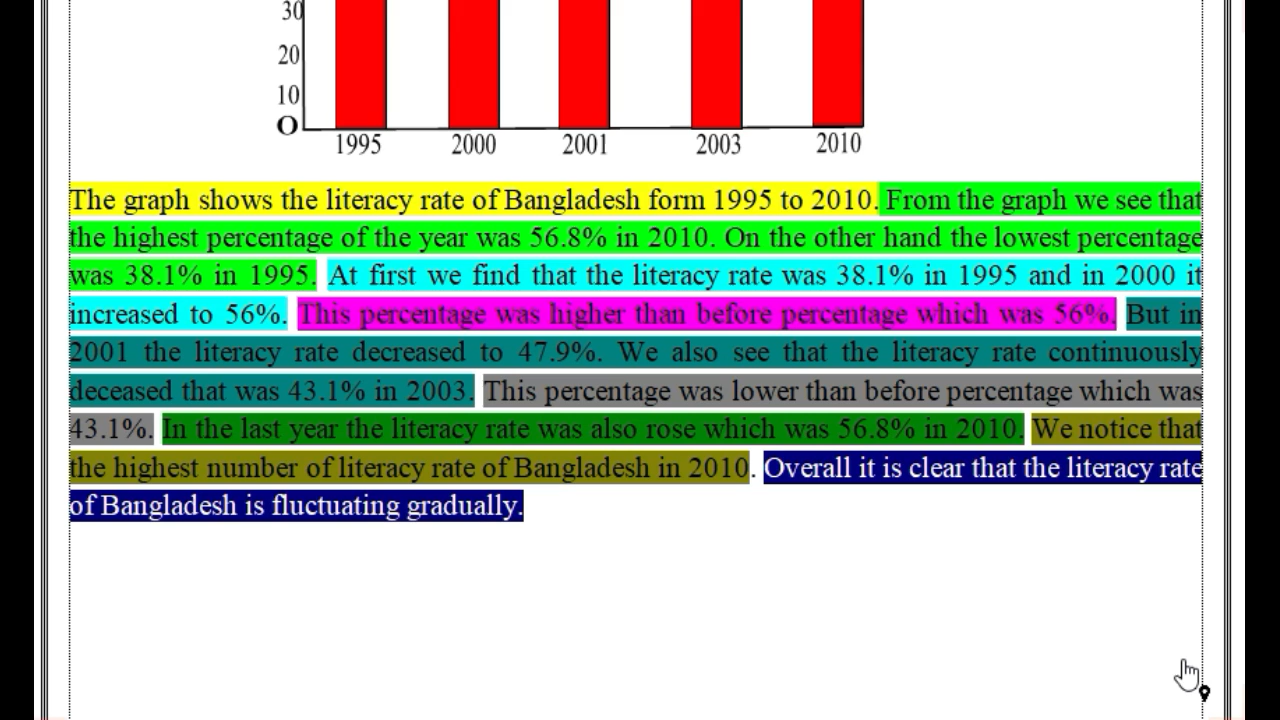 30
20
10
O
1995 2000 2001 2003 2010
The graph shows the literacy rate of Bangladesh form 1995 to 2010. From the graph we see that
the highest percentage of the year was 56.8% in 2010. On the other hand the lowest percentage
was 38.1% in 1995. At first we find that the literacy rate was 38.1% in 1995 and in 2000 it
increased to 56%. This percentage was higher than before percentage which was 56%. But in
2001 the literacy rate decreased to 47.9%. We also see that the literacy rate continuously
deceased that was 43.1% in 2003. This percentage was lower than before percentage which was
43.1%. In the last year the literacy rate was also rose which was 56.8% in 2010. We notice that
the highest number of literacy rate of Bangladesh in 2010. Overall it is clear that the literacy rate
of Bangladesh is fluctuating gradually.